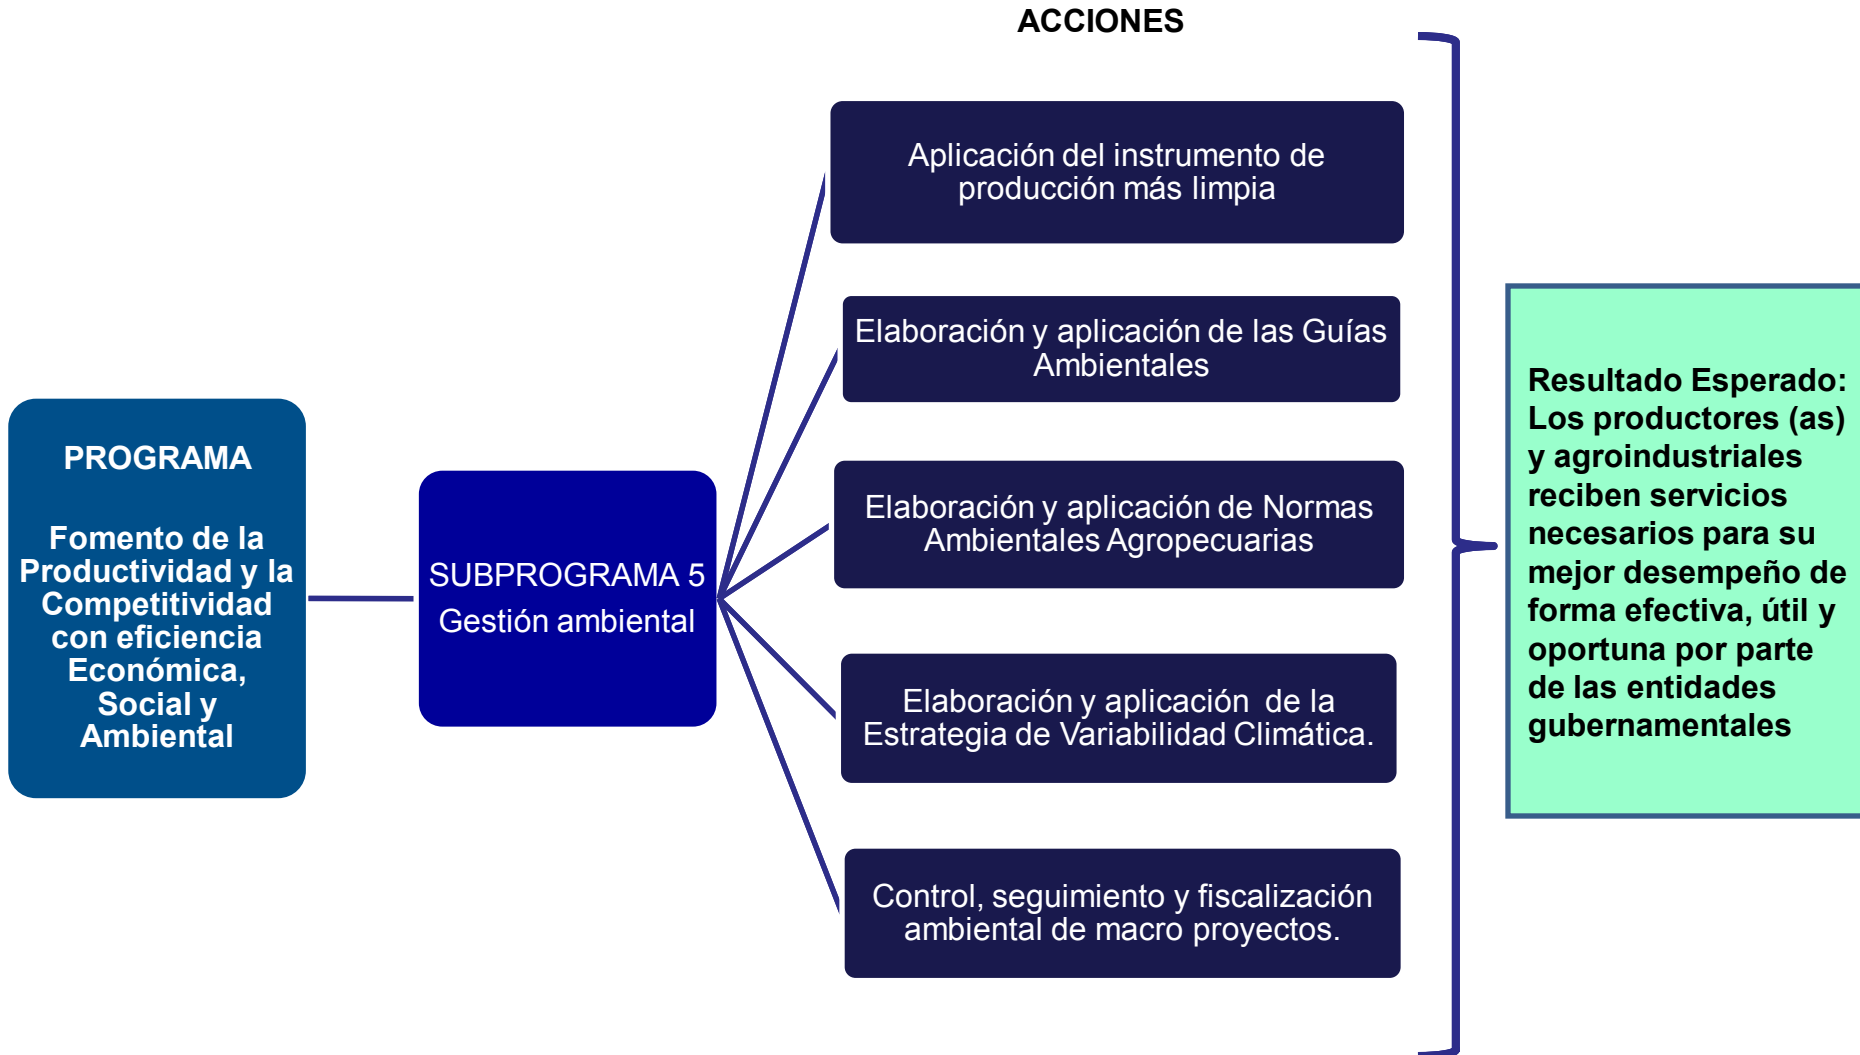 ACCIONES
PROGRAMA
Fomento de la
Productividad y la
Competitividad
con eficiencia
Económica,
Social y
Ambiental
SUBPROGRAMA 5
Gestión ambiental
Aplicación del instrumento de
producción más limpia
Elaboración y aplicación de las Guías
Ambientales
Elaboración y aplicación de Normas
Ambientales Agropecuarias
Elaboración y aplicación  de la
Estrategia de Variabilidad Climática.
Control, seguimiento y fiscalización
ambiental de macro proyectos.
Resultado Esperado:
Los productores (as)
y agroindustriales
reciben servicios
necesarios para su
mejor desempeño de
forma efectiva, útil y
oportuna por parte
de las entidades
gubernamentales